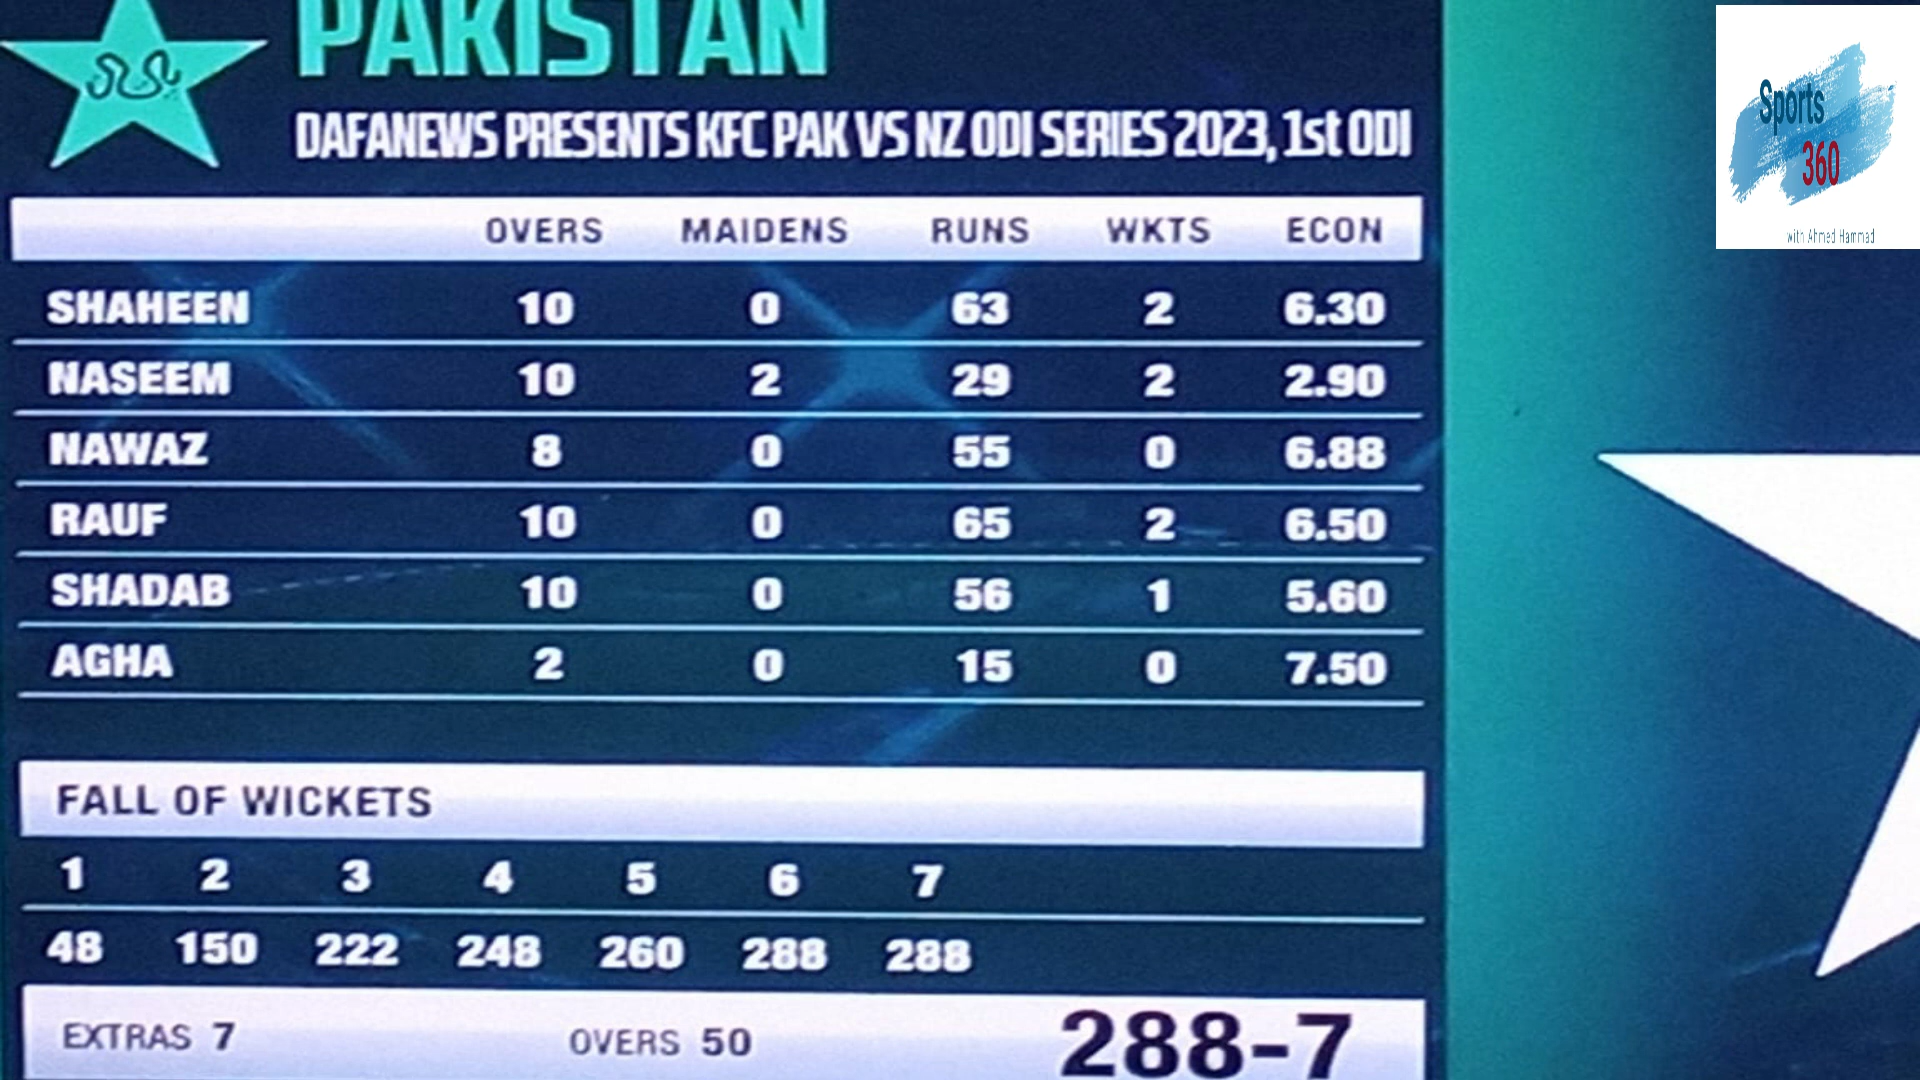 PAKISTAN
DAFANEWS PRESENTS KFC PAK VS NZ ODI SERIES 2023, 1st ODI
Sports
360
with Ahmed Hammad
OVERS MAIDENS RUNS WKTS ECON
SHAHEEN 10 0 63 2 6.30
NASEEM 10 2 29 2 2.90
NAWAZ 8 0 55 0 6.88
RAUF 10 0 65 2 6.50
SHADAB 10 0 56 1 5.60
AGHA 2 0 15 0 7.50
FALL OF WICKETS
1 2 3 4 5 6 7
48 150 222 248 260 288 288
EXTRAS 7 OVERS 50 288-7